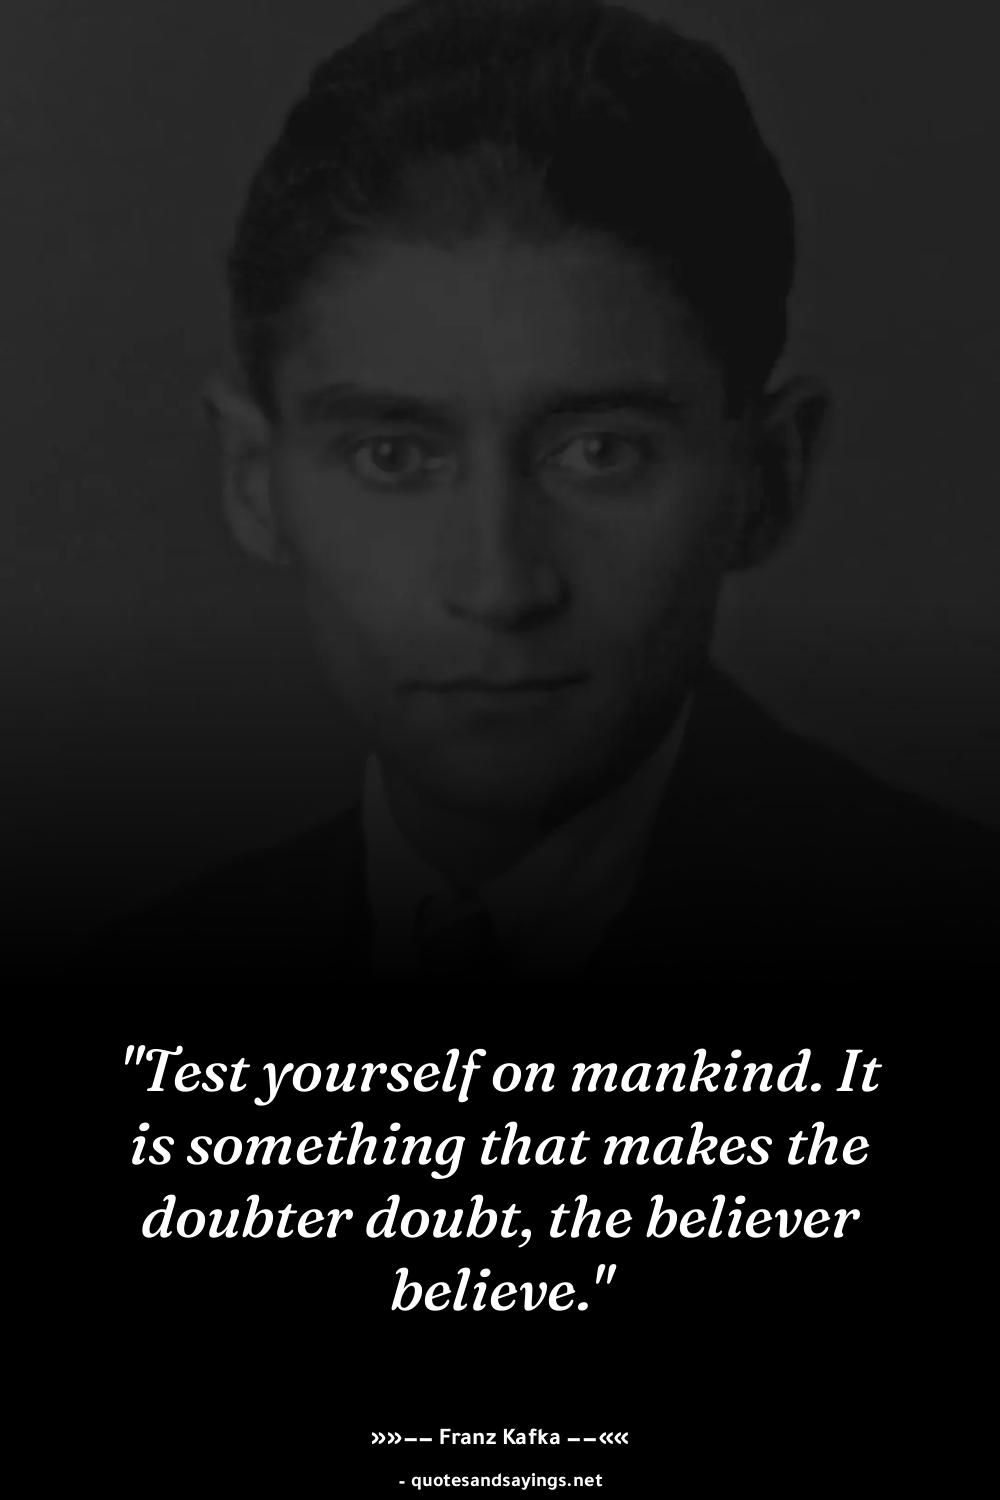 "Test yourself on mankind. It
is something that makes the
doubter doubt, the believer
believe."
»»−− Franz Kafka −−««
- quotesandsayings.net